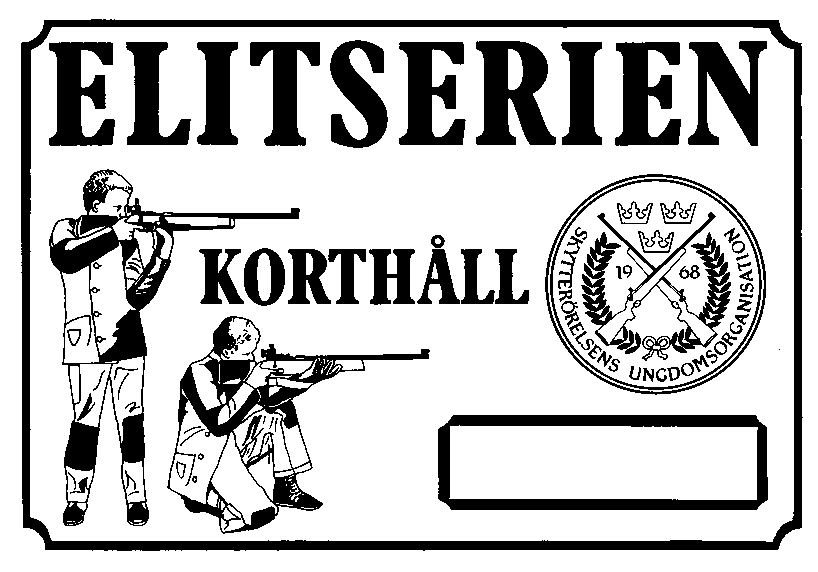 ELITSERIEN
KORTHÅLL
19 68
SKYTTERÖRELSENS UNGDOMSORGANISATION